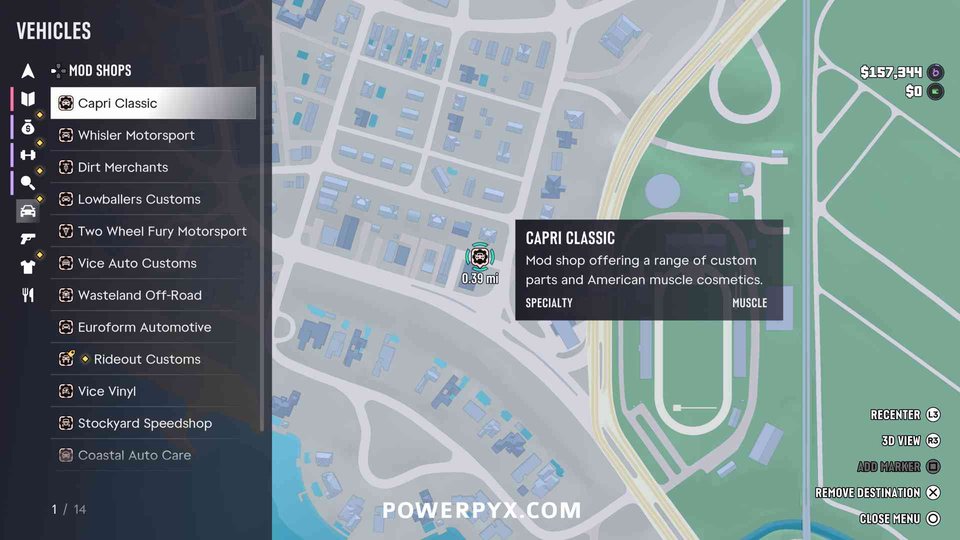 VEHICLES
MOD SHOPS
Capri Classic
Whisler Motorsport
Dirt Merchants
Lowballers Customs
Two Wheel Fury Motorsport
Vice Auto Customs
Wasteland Off-Road
Euroform Automotive
Rideout Customs
Vice Vinyl
Stockyard Speedshop
Coastal Auto Care
1 / 14
$157,344
$0
0.39 mi
CAPRI CLASSIC
Mod shop offering a range of custom
parts and American muscle cosmetics.
SPECIALTY MUSCLE
RECENTER L3
3D VIEW R3
ADD MARKER
REMOVE DESTINATION
CLOSE MENU
POWERPYX.COM